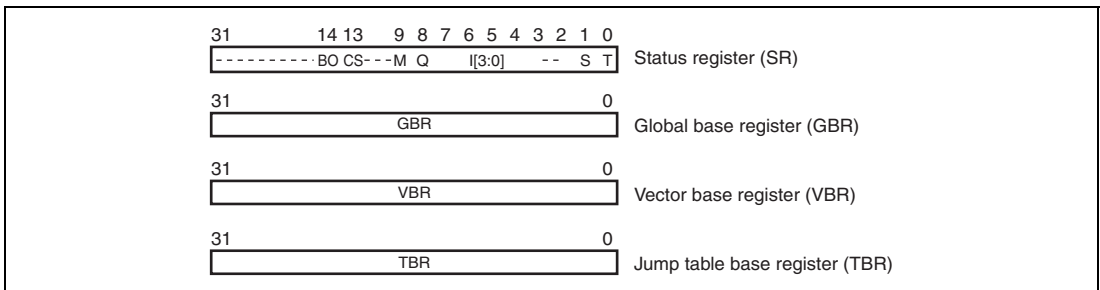 31 14 13 9 8 7 6 5 4 3 2 1 0
- - - - - - - - - - BO CS - - - M Q I[3:0] - - S T Status register (SR)
31 0
GBR Global base register (GBR)
31 0
VBR Vector base register (VBR)
31 0
TBR Jump table base register (TBR)